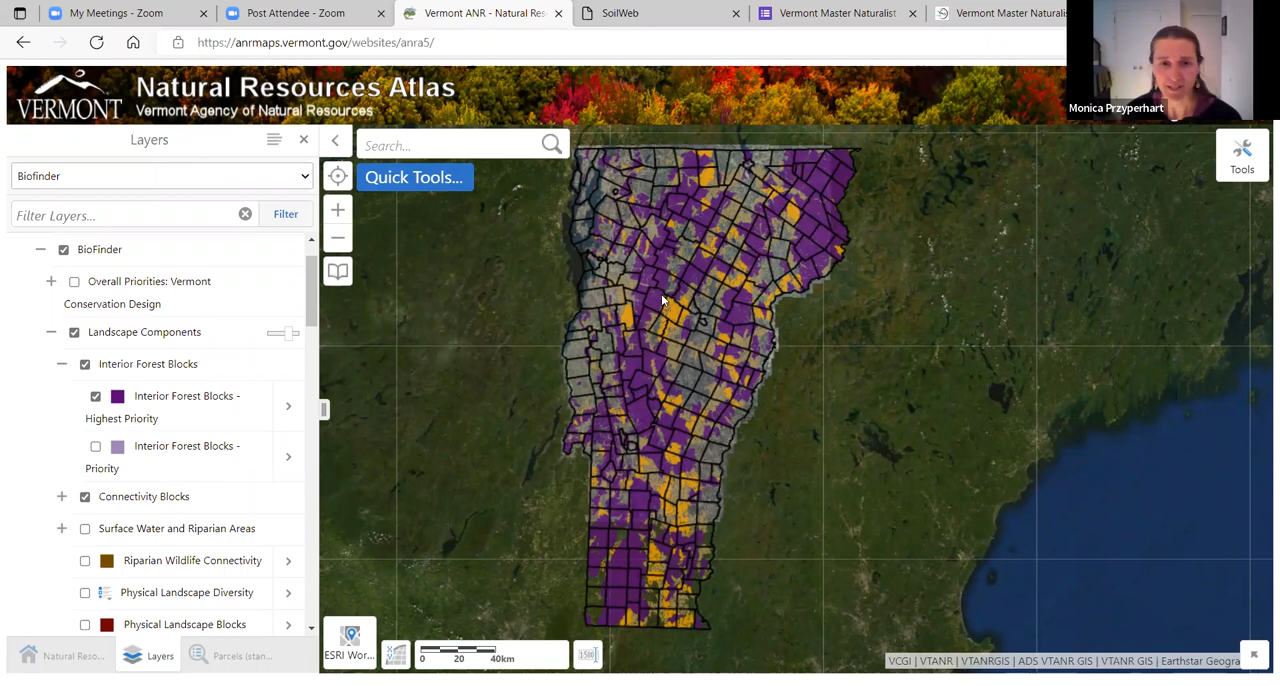 My Meetings - Zoom
Post Attendee - Zoom
Vermont ANR - Natural Res
SoilWeb
Vermont Master Naturalist
Vermont Master Naturalis
https://anrmaps.vermont.gov/websites/anra5/
Monica Przyperhart
VERMONT
Natural Resources Atlas
Vermont Agency of Natural Resources
Layers
Biofinder
Filter Layers...
Filter
BioFinder
Overall Priorities: Vermont
Conservation Design
Landscape Components
Interior Forest Blocks
Interior Forest Blocks -
Highest Priority
Interior Forest Blocks -
Priority
Connectivity Blocks
Surface Water and Riparian Areas
Riparian Wildlife Connectivity
Physical Landscape Diversity
Physical Landscape Blocks
Natural Reso...
Layers
Parcels (stan...
Search...
Quick Tools...
Tools
ESRI Wor...
0 20 40km
VCGI | VTANR | VTANRGIS | ADS VTANR GIS | VTANR GIS | Earthstar Geogra